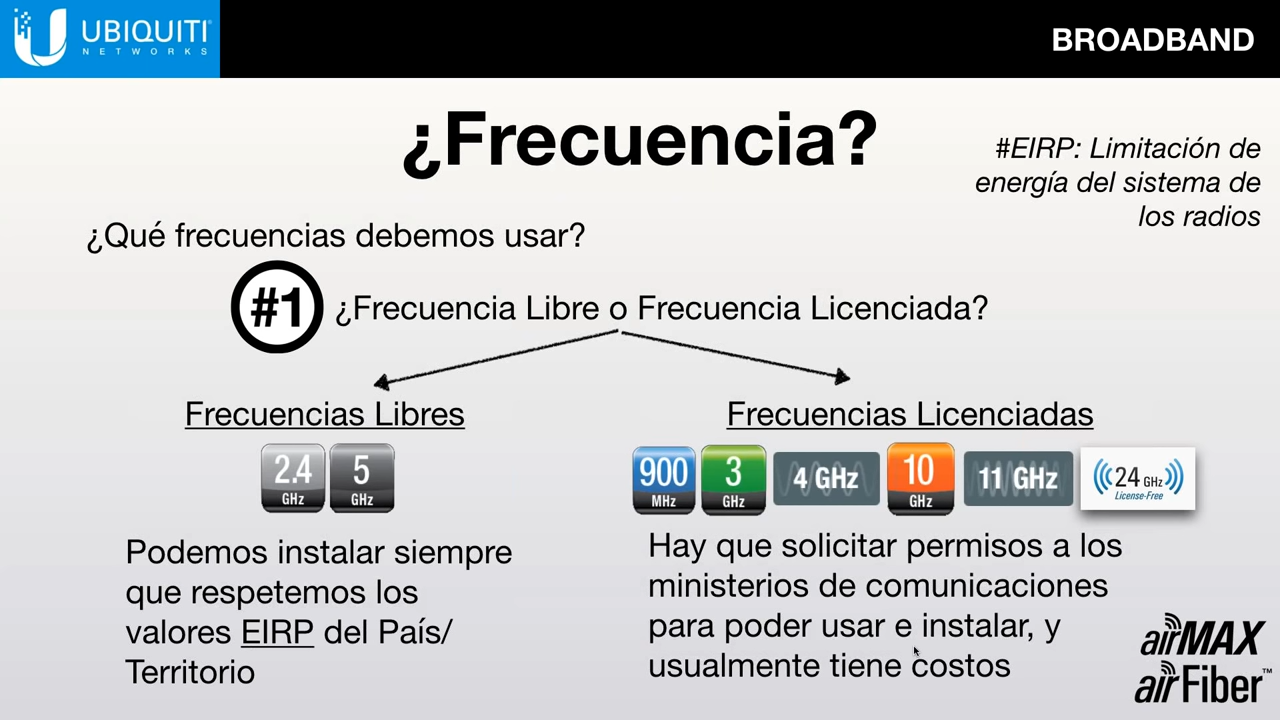 UBIQUITI
NETWORKS
BROADBAND
¿Frecuencia?
#EIRP: Limitación de
energía del sistema de
los radios
¿Qué frecuencias debemos usar?
#1 ¿Frecuencia Libre o Frecuencia Licenciada?
Frecuencias Libres
2.4 GHz
5 GHz
Podemos instalar siempre
que respetemos los
valores EIRP del País/
Territorio
Frecuencias Licenciadas
900 MHz
3 GHz
4 GHz
10 GHz
11 GHz
24 GHz
License-Free
Hay que solicitar permisos a los
ministerios de comunicaciones
para poder usar e instalar, y
usualmente tiene costos
airMAX
airFiber™